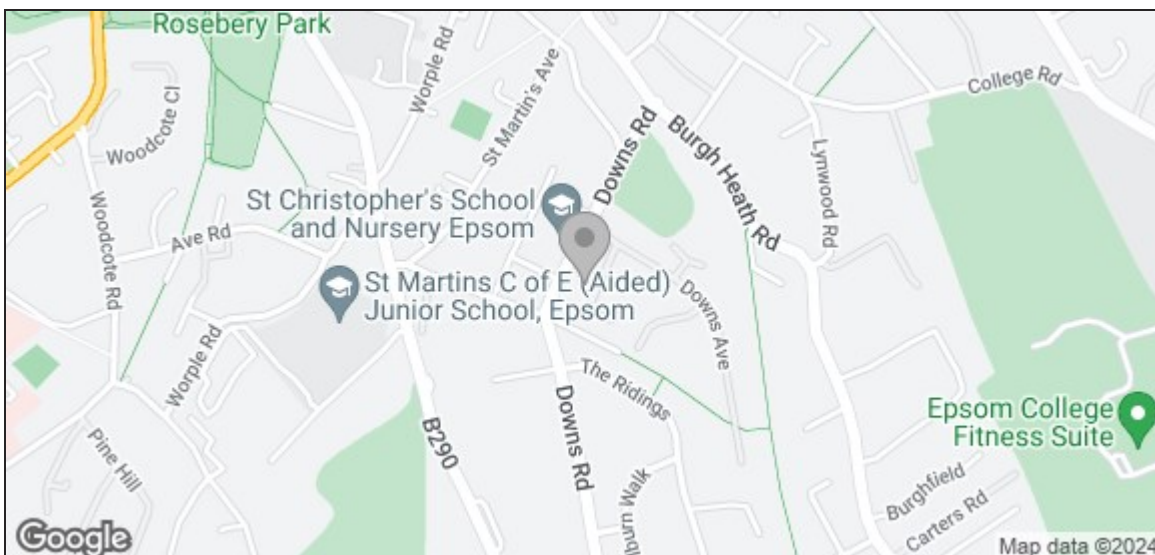 Rosebery Park
Worple Rd
St Martin's Ave
College Rd
Woodcote Cl
Downs Rd
Burgh Heath Rd
Lynwood Rd
St Christopher's School
and Nursery Epsom
Woodcote Rd
Ave Rd
St Martins C of E (Aided)
Junior School, Epsom
Downs Ave
Worple Rd
The Ridings
B290
Downs Rd
Epsom College
Fitness Suite
Pine Hill
Walk
Burghfield
Carters Rd
Google
Map data ©2024